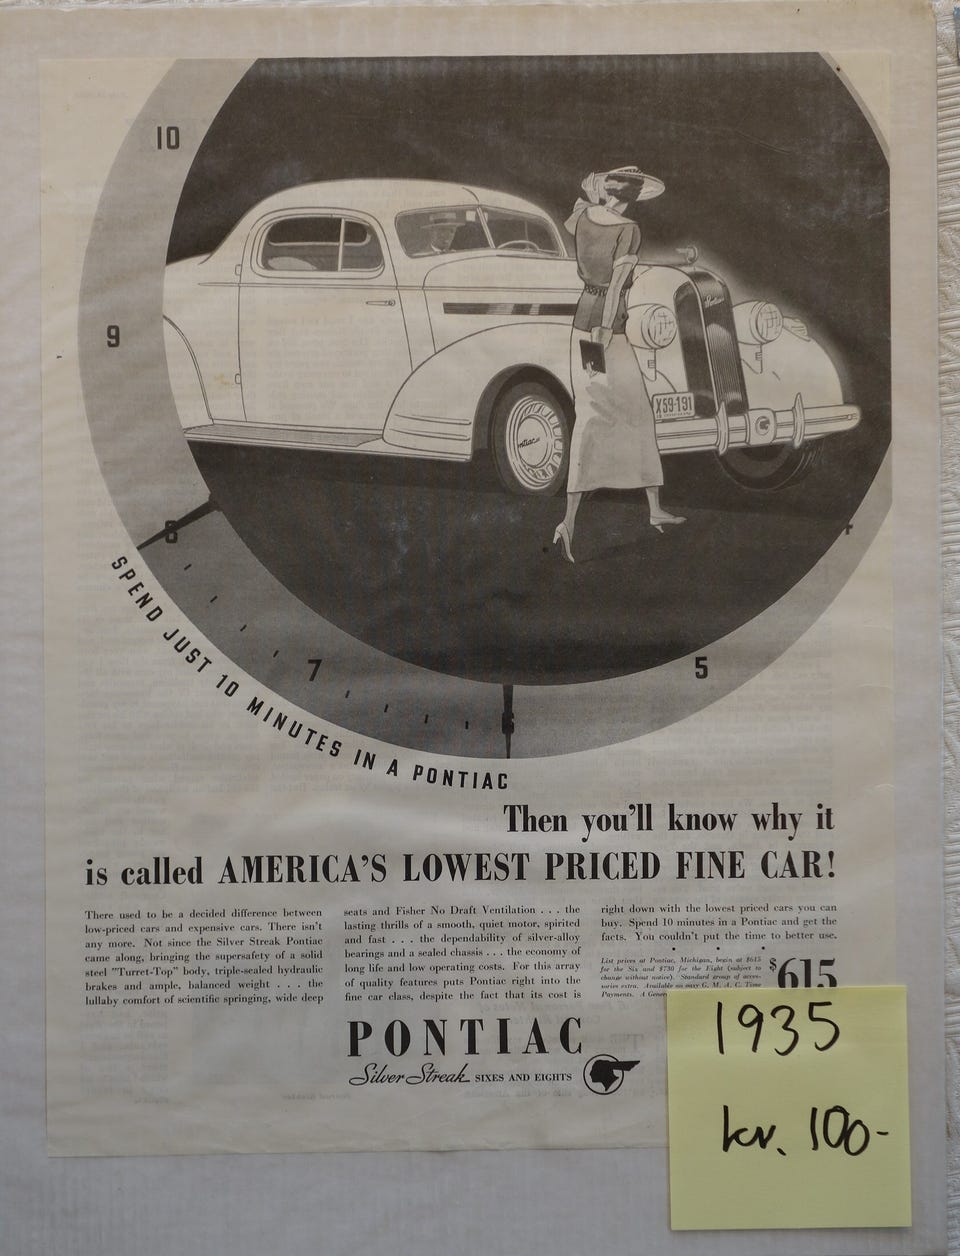 10
9
8
7
6
5
SPEND JUST 10 MINUTES IN A PONTIAC
Pontiac
X59-191
Then you'll know why it
is called AMERICA'S LOWEST PRICED FINE CAR!
There used to be a decided difference between
low-priced cars and expensive cars. There isn't
any more. Not since the Silver Streak Pontiac
came along, bringing the supersafety of a solid
steel "Turret-Top" body, triple-sealed hydraulic
brakes and ample, balanced weight . . . the
lullaby comfort of scientific springing, wide deep
seats and Fisher No Draft Ventilation . . . the
lasting thrills of a smooth, quiet motor, spirited
and fast . . . the dependability of silver-alloy
bearings and a sealed chassis . . . the economy of
long life and low operating costs. For this array
of quality features puts Pontiac right into the
fine car class, despite the fact that its cost is
right down with the lowest priced cars you can
buy. Spend 10 minutes in a Pontiac and get the
facts. You couldn't put the time to better use.
List prices at Pontiac, Michigan, begin at $615
for the Six and $730 for the Eight (subject to
change without notice). Standard group of acces-
sories extra. Available on easy G. M. A. C. Time
Payments. A Gener
$615
PONTIAC
Silver Streak SIXES AND EIGHTS
1935
kr. 100-